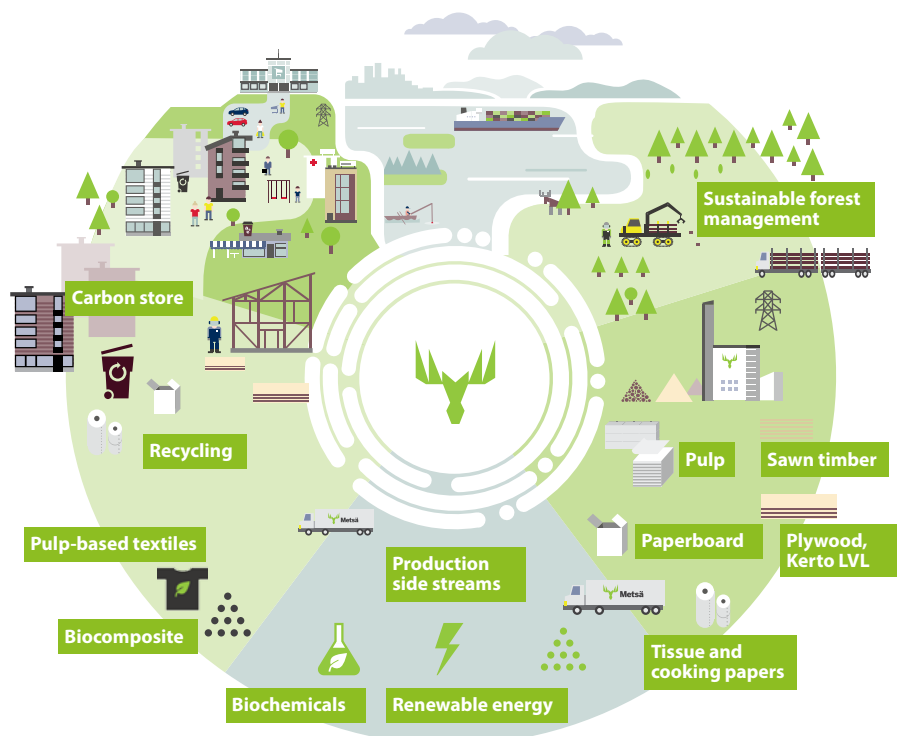 Sustainable forest
management
Carbon store
Recycling
Pulp
Sawn timber
Metsä
Pulp-based textiles
Paperboard
Plywood,
Kerto LVL
Production
side streams
Metsä
Biocomposite
Tissue and
cooking papers
Biochemicals
Renewable energy